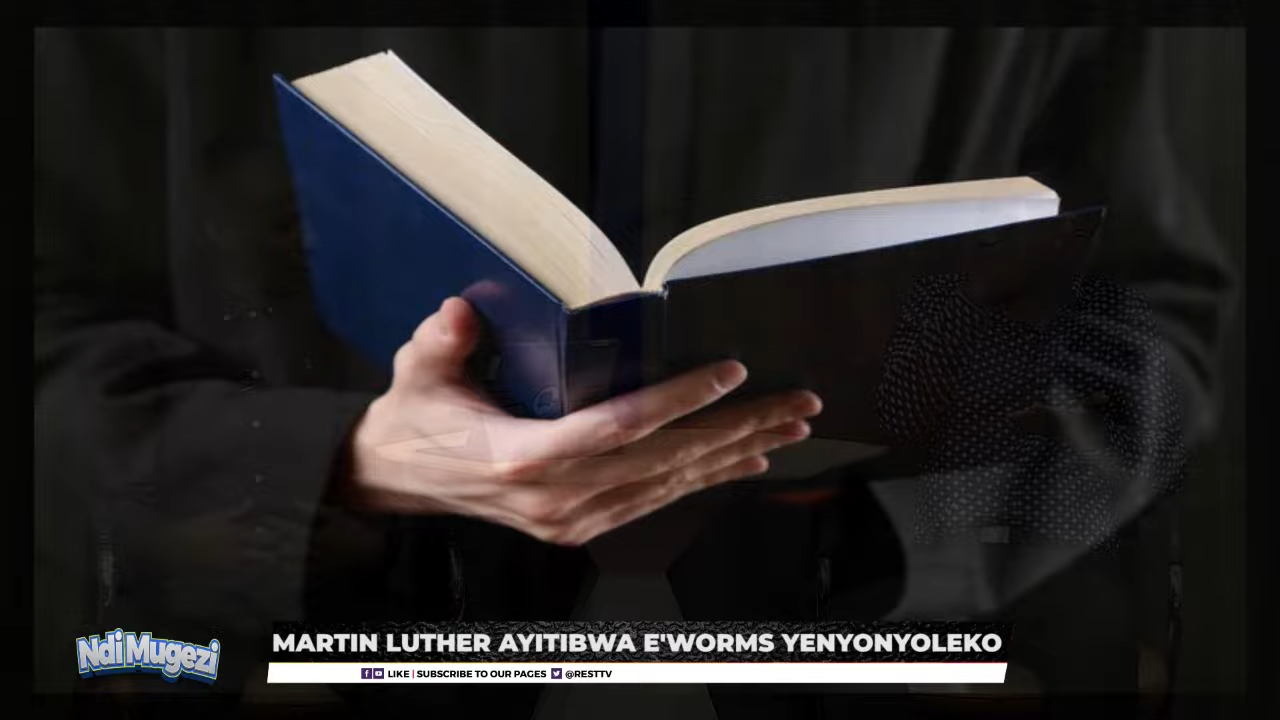 MARTIN LUTHER AYITIBWA E'WORMS YENYONYOLEKO
Ndi Mugezi
LIKE | SUBSCRIBE TO OUR PAGES @RESTTV